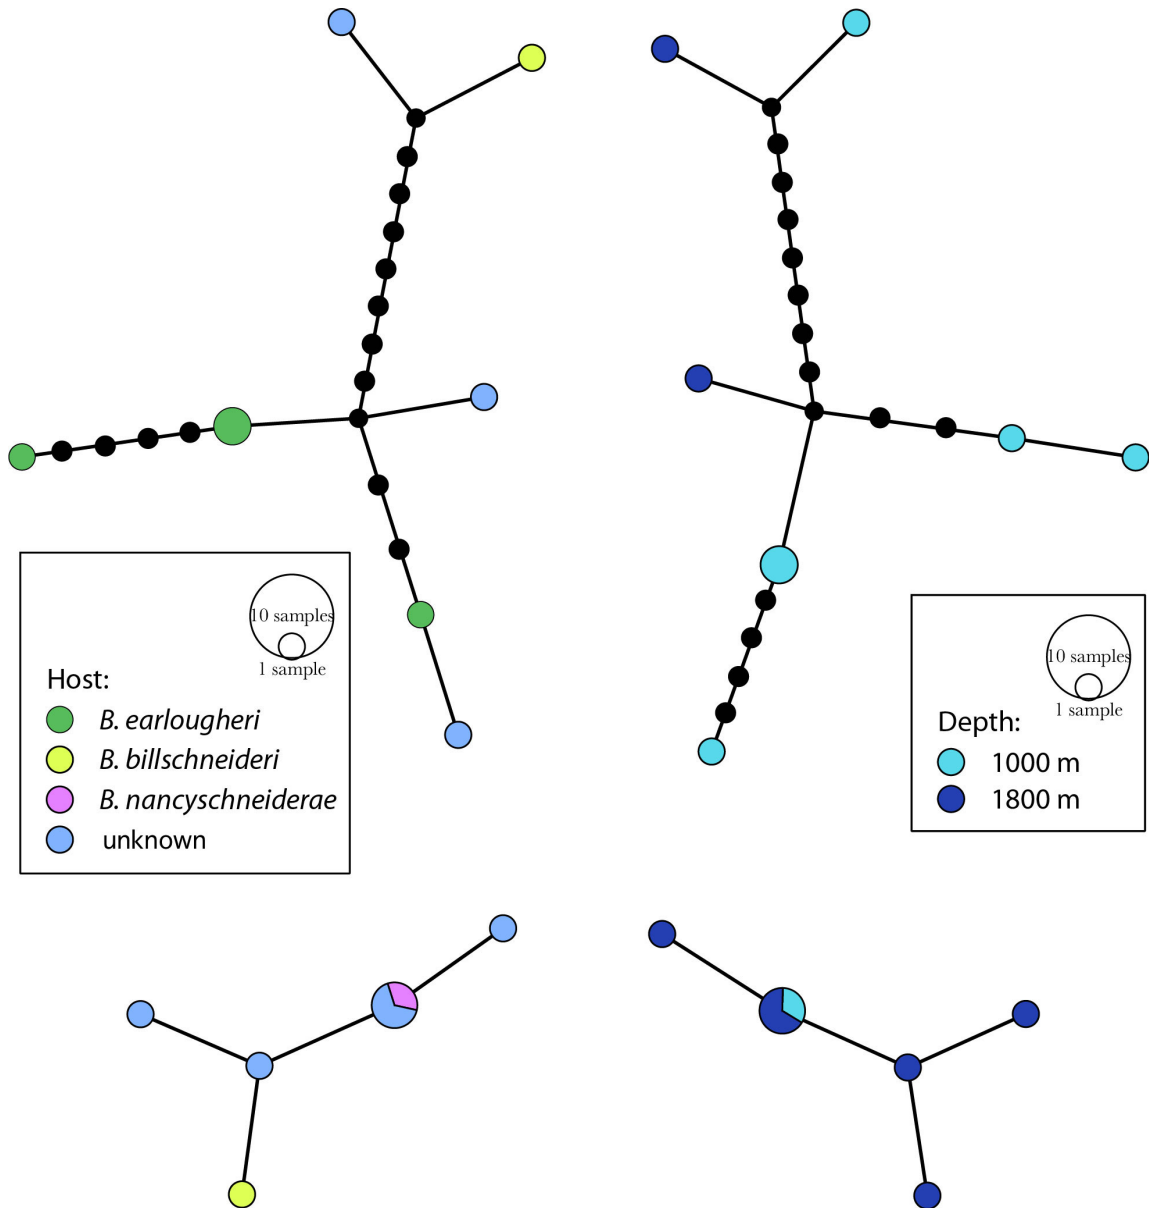 10 samples
1 sample
Host:
B. earlougheri
B. billschneideri
B. nancyschneiderae
unknown
10 samples
1 sample
Depth:
1000 m
1800 m